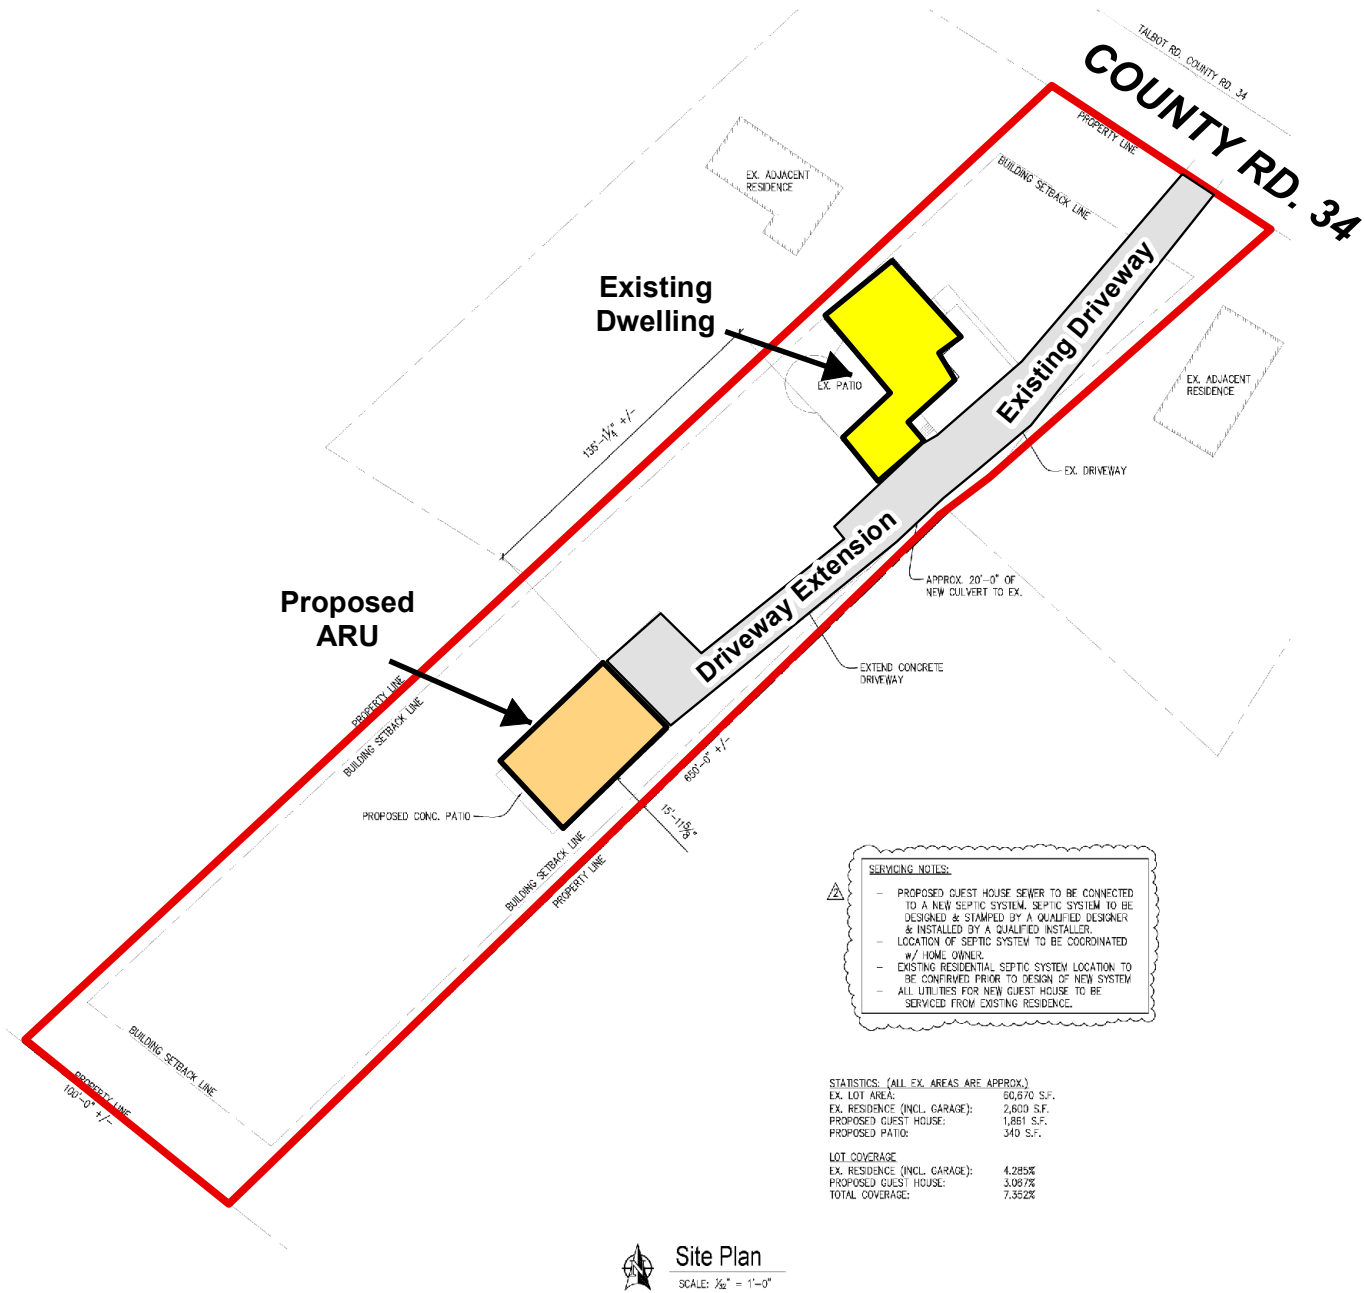 TALBOT RD. COUNTY RD. 34
COUNTY RD. 34
PROPERTY LINE
BUILDING SETBACK LINE
EX. ADJACENT
RESIDENCE
Existing
Dwelling
Existing Driveway
EX. PATIO
EX. ADJACENT
RESIDENCE
136'-1¼" +/-
EX. DRIVEWAY
Driveway Extension
APPROX. 20'-0" OF
NEW CULVERT TO EX.
Proposed
ARU
EXTEND CONCRETE
DRIVEWAY
PROPERTY LINE
BUILDING SETBACK LINE
650'-0" +/-
PROPOSED CONC. PATIO
15'-11⅝"
BUILDING SETBACK LINE
PROPERTY LINE
SERVICING NOTES:
2
- PROPOSED GUEST HOUSE SEWER TO BE CONNECTED
TO A NEW SEPTIC SYSTEM. SEPTIC SYSTEM TO BE
DESIGNED & STAMPED BY A QUALIFIED DESIGNER
& INSTALLED BY A QUALIFIED INSTALLER.
- LOCATION OF SEPTIC SYSTEM TO BE COORDINATED
w/ HOME OWNER.
- EXISTING RESIDENTIAL SEPTIC SYSTEM LOCATION TO
BE CONFIRMED PRIOR TO DESIGN OF NEW SYSTEM
- ALL UTILITIES FOR NEW GUEST HOUSE TO BE
SERVICED FROM EXISTING RESIDENCE.
BUILDING SETBACK LINE
PROPERTY LINE
100'-0" +/-
STATISTICS: (ALL EX. AREAS ARE APPROX.)
EX. LOT AREA: 60,670 S.F.
EX. RESIDENCE (INCL. GARAGE): 2,600 S.F.
PROPOSED GUEST HOUSE: 1,861 S.F.
PROPOSED PATIO: 340 S.F.
LOT COVERAGE
EX. RESIDENCE (INCL. GARAGE): 4.285%
PROPOSED GUEST HOUSE: 3.067%
TOTAL COVERAGE: 7.352%
N
Site Plan
SCALE: 1/32" = 1'-0"